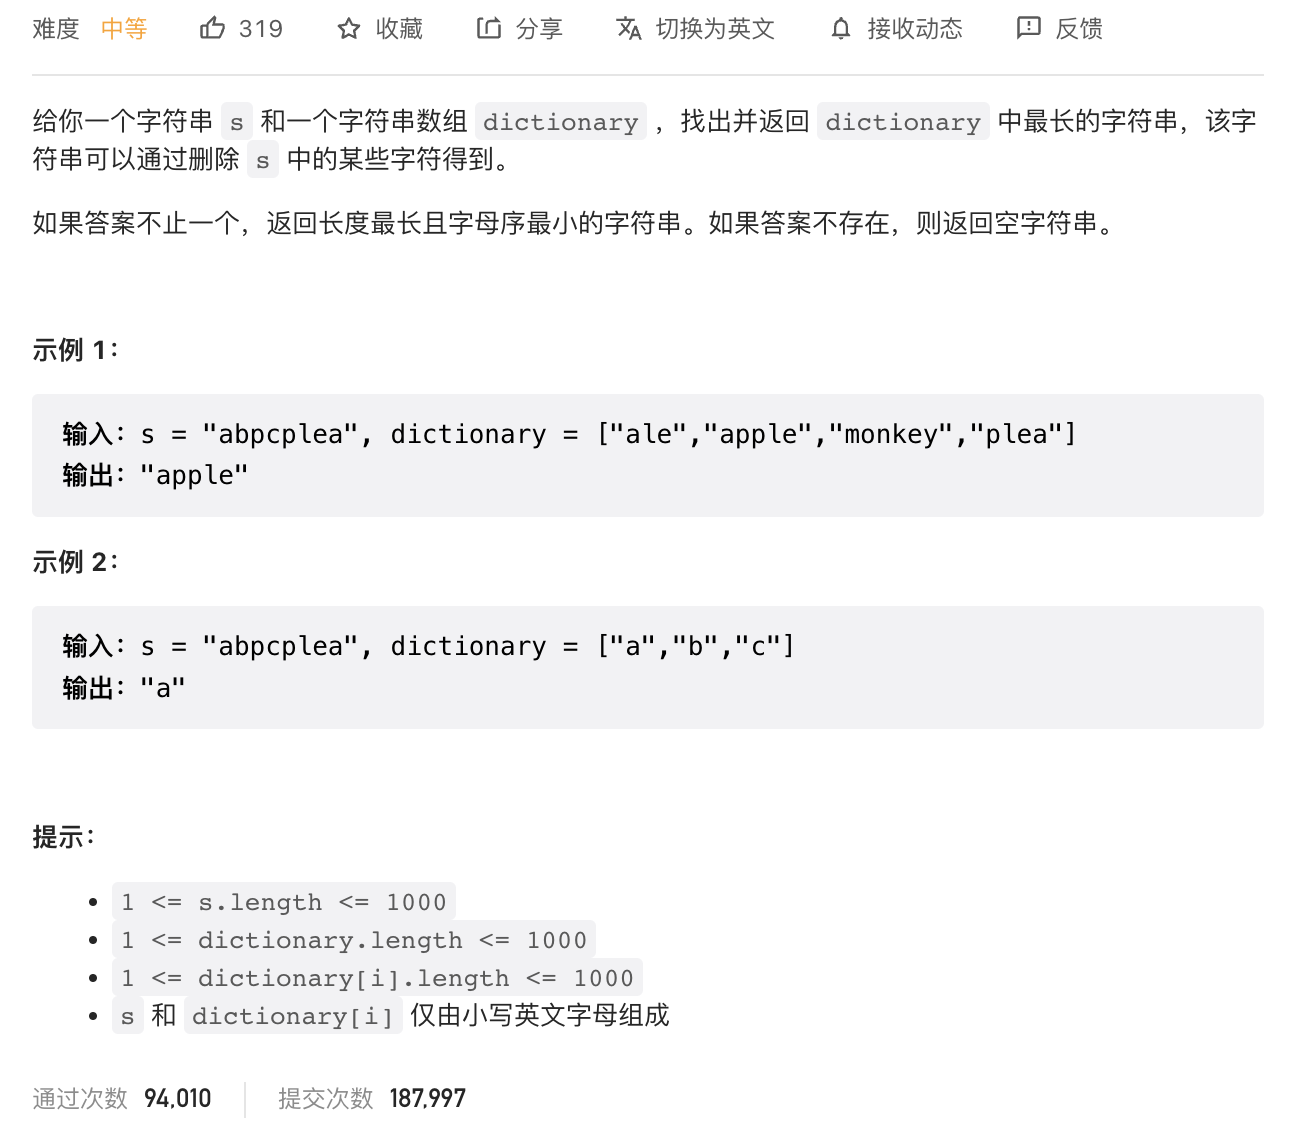 难度 中等 319 收藏 分享 切换为英文 接收动态 反馈
给你一个字符串 s 和一个字符串数组 dictionary ，找出并返回 dictionary 中最长的字符串，该字
符串可以通过删除 s 中的某些字符得到。
如果答案不止一个，返回长度最长且字母序最小的字符串。如果答案不存在，则返回空字符串。
示例 1：
输入：s = "abpcplea", dictionary = ["ale","apple","monkey","plea"]
输出："apple"
示例 2：
输入：s = "abpcplea", dictionary = ["a","b","c"]
输出："a"
提示：
1 <= s.length <= 1000
1 <= dictionary.length <= 1000
1 <= dictionary[i].length <= 1000
s 和 dictionary[i] 仅由小写英文字母组成
通过次数 94,010 提交次数 187,997